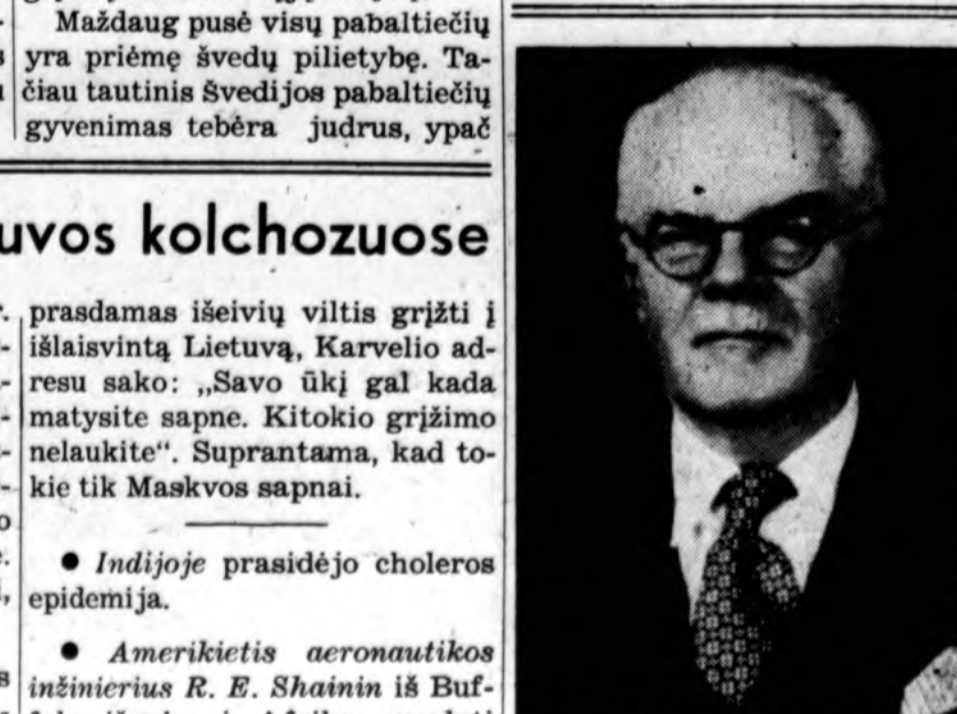 Maždaug pusė visų pabaltiečių
yra priėmę švedų pilietybę. Ta-
čiau tautinis Švedijos pabaltiečių
gyvenimas tebėra judrus, ypač
uvos kolchozuose
prasdamas išeivių viltis grįžti į
išlaisvintą Lietuvą, Karvelio ad-
resu sako: „Savo ūkį gal kada
matysite sapne. Kitokio grįžimo
nelaukite“. Suprantama, kad to-
kie tik Maskvos sapnai.
● Indijoje prasidėjo choleros
epidemija.
● Amerikietis aeronautikos
inžinierius R. E. Shainin iš Buf-